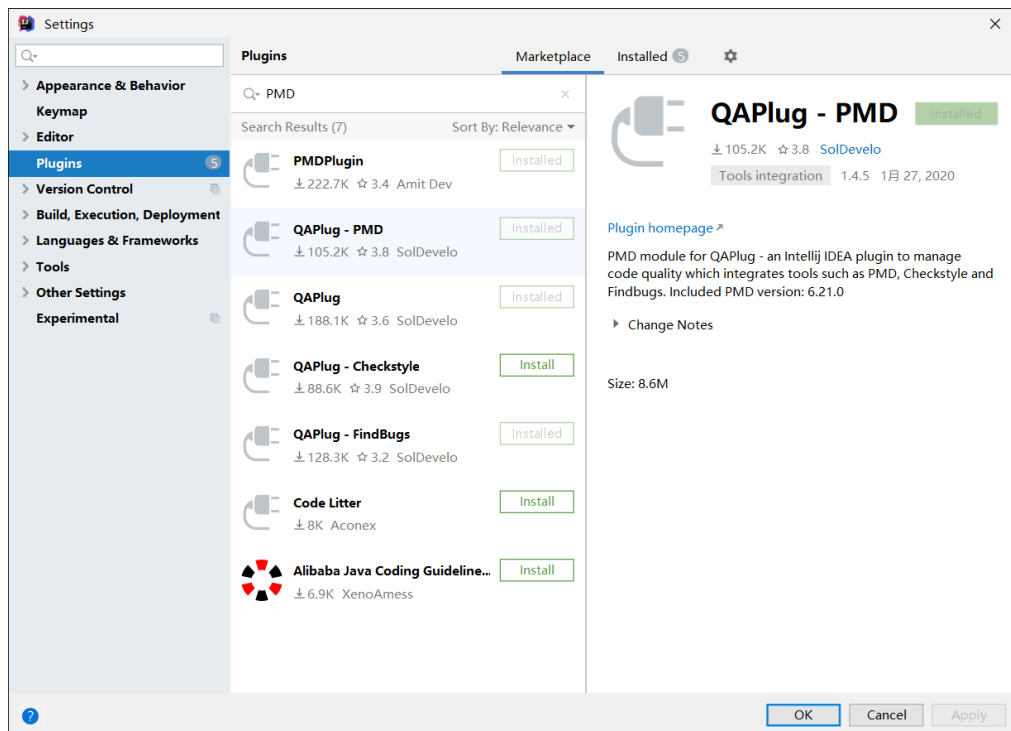 Settings
Plugins
Marketplace
Installed 5
Appearance & Behavior
Keymap
Editor
Plugins 5
Version Control
Build, Execution, Deployment
Languages & Frameworks
Tools
Other Settings
Experimental
PMD
Search Results (7) Sort By: Relevance
PMDPlugin Installed
222.7K 3.4 Amit Dev
QAPlug - PMD Installed
105.2K 3.8 SolDevelo
QAPlug Installed
188.1K 3.6 SolDevelo
QAPlug - Checkstyle Install
88.6K 3.9 SolDevelo
QAPlug - FindBugs Installed
128.3K 3.2 SolDevelo
Code Litter Install
8K Aconex
Alibaba Java Coding Guideline... Install
6.9K XenoAmess
QAPlug - PMD Installed
105.2K 3.8 SolDevelo
Tools integration 1.4.5 1月 27, 2020
Plugin homepage
PMD module for QAPlug - an Intellij IDEA plugin to manage
code quality which integrates tools such as PMD, Checkstyle and
Findbugs. Included PMD version: 6.21.0
Change Notes
Size: 8.6M
?
OK Cancel Apply